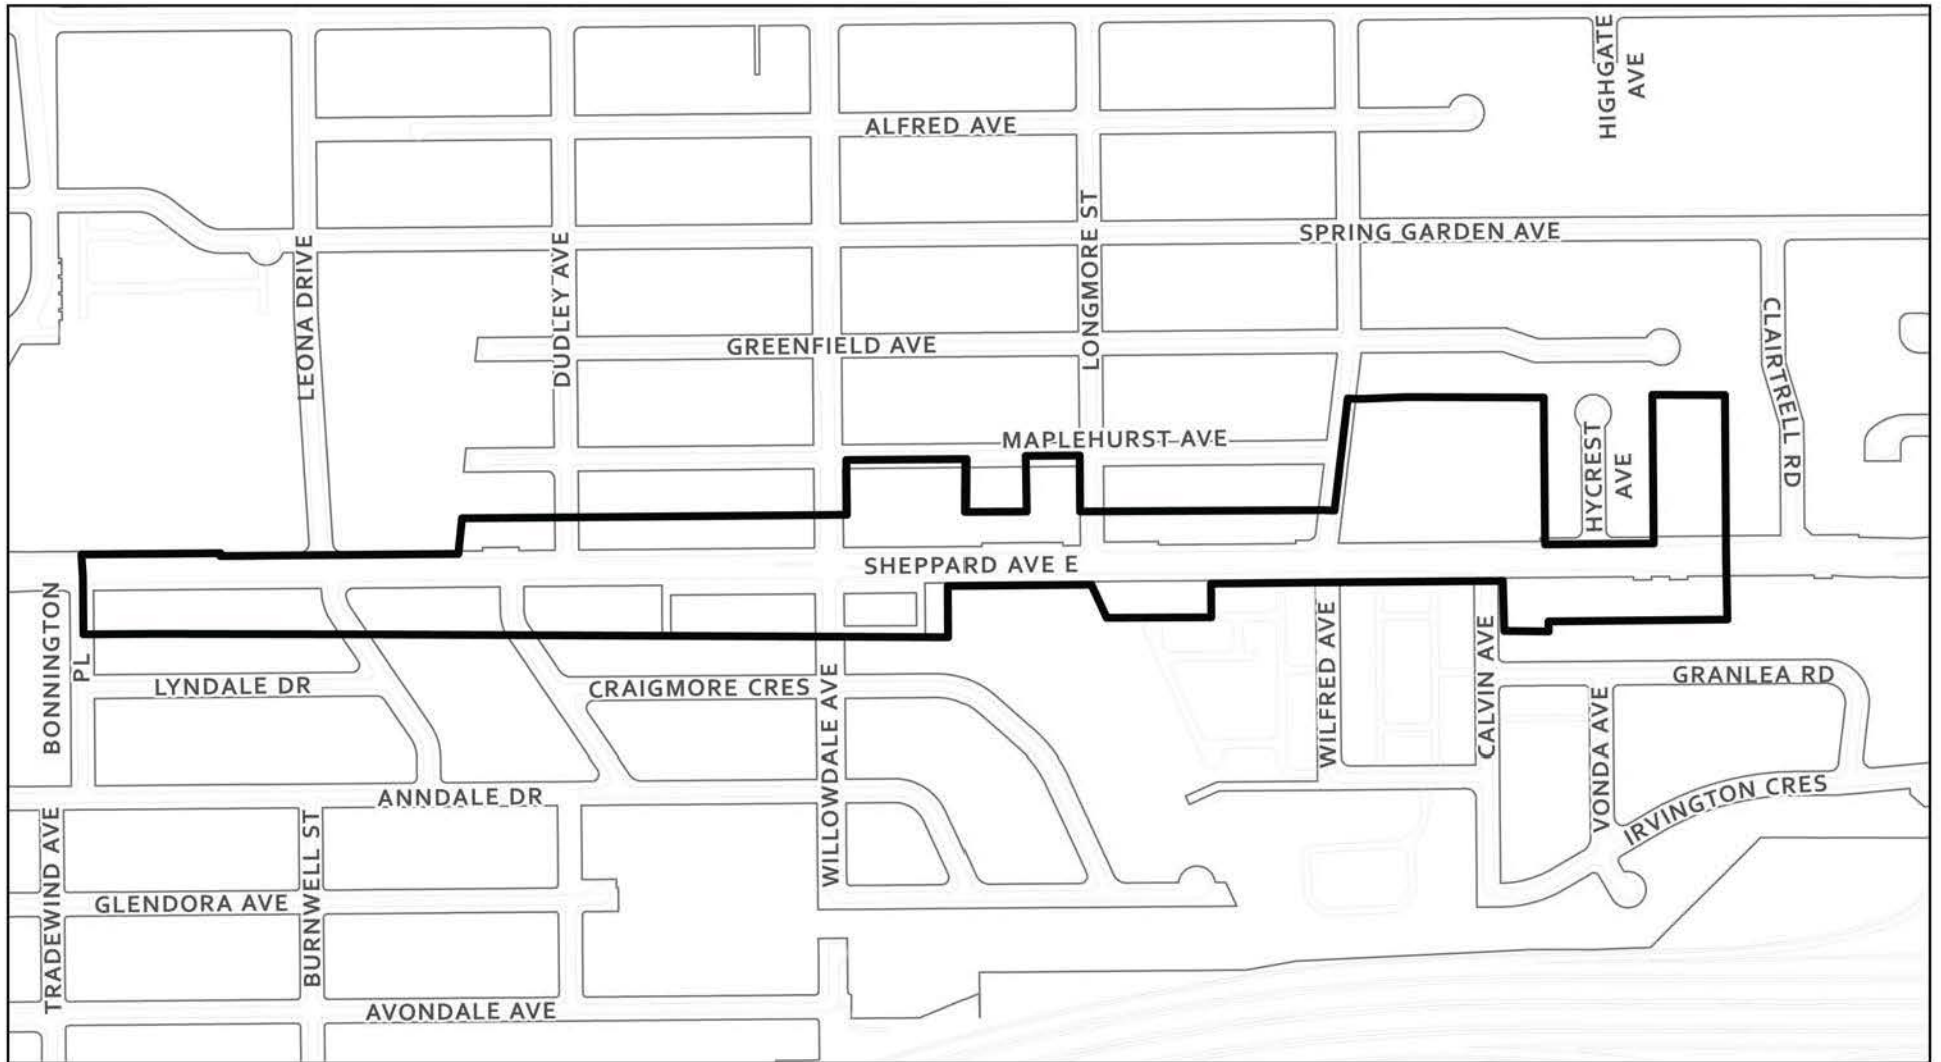 HIGHGATE
AVE
ALFRED AVE
SPRING GARDEN AVE
LEONA DRIVE
DUDLEY AVE
LONGMORE ST
GREENFIELD AVE
CLAIRTRELL RD
MAPLEHURST AVE
HYCREST
AVE
SHEPPARD AVE E
BONNINGTON
PL
LYNDALE DR
CRAIGMORE CRES
WILLOWDALE AVE
WILFRED AVE
CALVIN AVE
GRANLEA RD
VONDA AVE
IRVINGTON CRES
ANNDALE DR
TRADEWIND AVE
BURNWELL ST
GLENDORA AVE
AVONDALE AVE